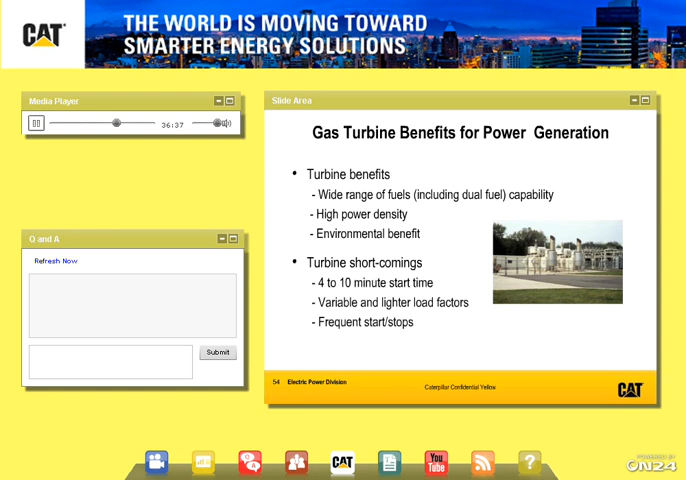 CAT
THE WORLD IS MOVING TOWARD
SMARTER ENERGY SOLUTIONS.
Media Player
36:37
Q and A
Refresh Now
Submit
Slide Area
Gas Turbine Benefits for Power Generation
• Turbine benefits
- Wide range of fuels (including dual fuel) capability
- High power density
- Environmental benefit
• Turbine short-comings
- 4 to 10 minute start time
- Variable and lighter load factors
- Frequent start/stops
54 Electric Power Division
Caterpillar Confidential Yellow
CAT
Q A
CAT
You
Tube
?
POWERED BY
ON24